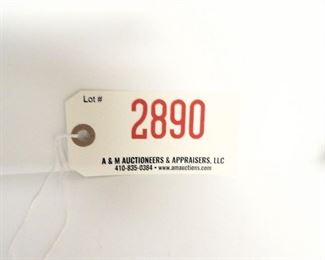 Lot #
2890
A & M AUCTIONEERS & APPRAISERS, LLC
410-835-0384 • www.amauctions.com